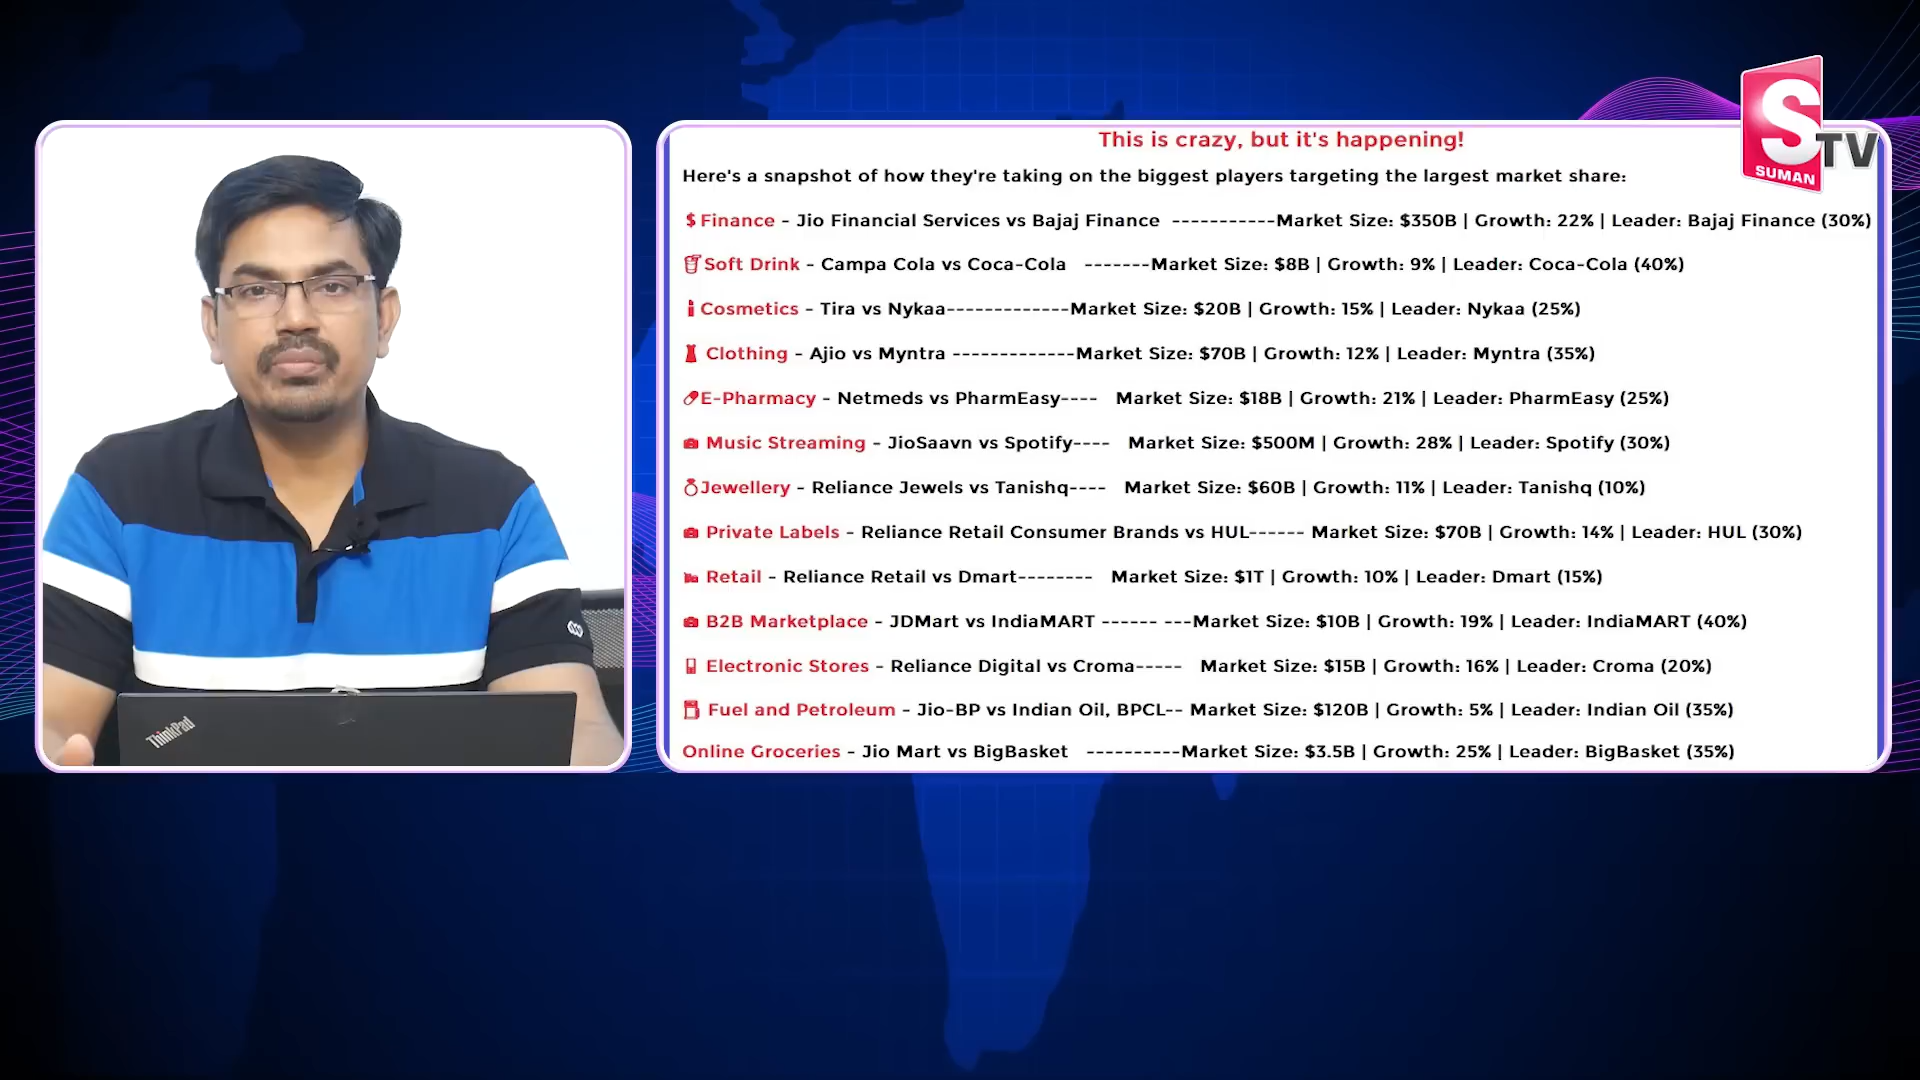 S
TV
SUMAN
This is crazy, but it's happening!
Here's a snapshot of how they're taking on the biggest players targeting the largest market share:
$ Finance - Jio Financial Services vs Bajaj Finance -----------Market Size: $350B | Growth: 22% | Leader: Bajaj Finance (30%)
Soft Drink - Campa Cola vs Coca-Cola -------Market Size: $8B | Growth: 9% | Leader: Coca-Cola (40%)
Cosmetics - Tira vs Nykaa-------------Market Size: $20B | Growth: 15% | Leader: Nykaa (25%)
Clothing - Ajio vs Myntra -------------Market Size: $70B | Growth: 12% | Leader: Myntra (35%)
E-Pharmacy - Netmeds vs PharmEasy---- Market Size: $18B | Growth: 21% | Leader: PharmEasy (25%)
Music Streaming - JioSaavn vs Spotify---- Market Size: $500M | Growth: 28% | Leader: Spotify (30%)
Jewellery - Reliance Jewels vs Tanishq---- Market Size: $60B | Growth: 11% | Leader: Tanishq (10%)
Private Labels - Reliance Retail Consumer Brands vs HUL------ Market Size: $70B | Growth: 14% | Leader: HUL (30%)
Retail - Reliance Retail vs Dmart-------- Market Size: $1T | Growth: 10% | Leader: Dmart (15%)
B2B Marketplace - JDMart vs IndiaMART ------ ---Market Size: $10B | Growth: 19% | Leader: IndiaMART (40%)
Electronic Stores - Reliance Digital vs Croma----- Market Size: $15B | Growth: 16% | Leader: Croma (20%)
Fuel and Petroleum - Jio-BP vs Indian Oil, BPCL-- Market Size: $120B | Growth: 5% | Leader: Indian Oil (35%)
Online Groceries - Jio Mart vs BigBasket ----------Market Size: $3.5B | Growth: 25% | Leader: BigBasket (35%)
ThinkPad